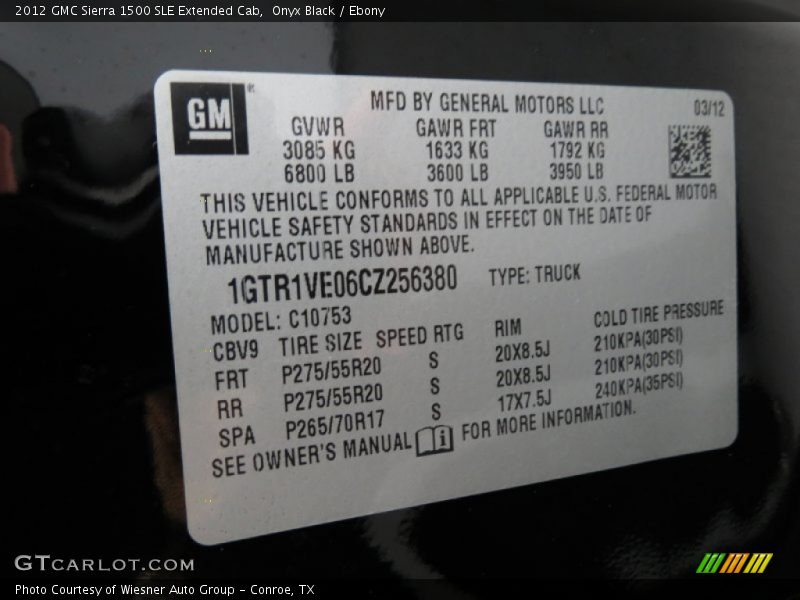 2012 GMC Sierra 1500 SLE Extended Cab,  Onyx Black / Ebony
GM®
MFD BY GENERAL MOTORS LLC
03/12
GVWR GAWR FRT GAWR RR
3085 KG 1633 KG 1792 KG
6800 LB 3600 LB 3950 LB
THIS VEHICLE CONFORMS TO ALL APPLICABLE U.S. FEDERAL MOTOR
VEHICLE SAFETY STANDARDS IN EFFECT ON THE DATE OF
MANUFACTURE SHOWN ABOVE.
1GTR1VE06CZ256380 TYPE: TRUCK
MODEL: C10753
CBV9 TIRE SIZE SPEED RTG RIM COLD TIRE PRESSURE
FRT P275/55R20 S 20X8.5J 210KPA(30PSI)
RR P275/55R20 S 20X8.5J 210KPA(30PSI)
SPA P265/70R17 S 17X7.5J 240KPA(35PSI)
SEE OWNER'S MANUAL i FOR MORE INFORMATION.
GTCARLOT.COM
Photo Courtesy of Wiesner Auto Group - Conroe, TX